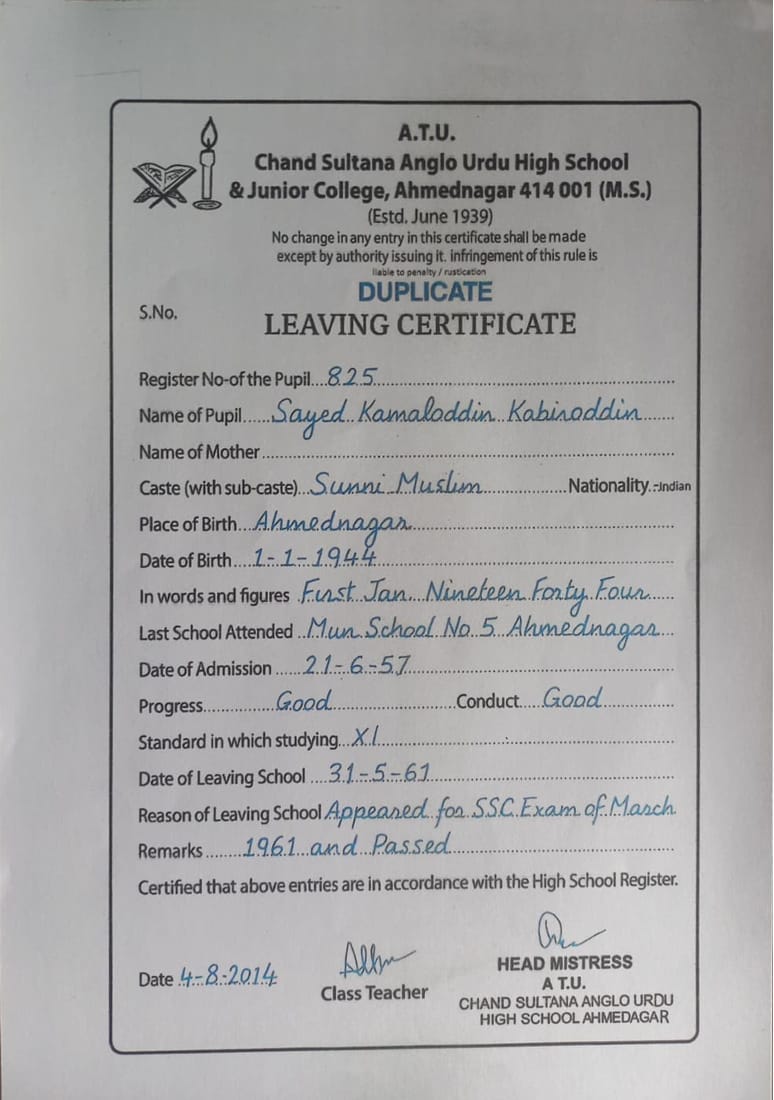 A.T.U.
Chand Sultana Anglo Urdu High School
& Junior College, Ahmednagar 414 001 (M.S.)
(Estd. June 1939)
No change in any entry in this certificate shall be made
except by authority issuing it. infringement of this rule is
liable to penalty / rustication
DUPLICATE
S.No.
LEAVING CERTIFICATE
Register No-of the Pupil....825
Name of Pupil......Sayed Kamaloddin Kabiroddin
Name of Mother
Caste (with sub-caste)...Sunni Muslim Nationality.-Indian
Place of Birth...Ahmednagar
Date of Birth....1-1-1944
In words and figures .First Jan. Nineteen Forty Four
Last School Attended ..Mun. School No. 5 Ahmednagar
Date of Admission ......21-6-57
Progress...............Good Conduct....Good
Standard in which studying...XI
Date of Leaving School ....31-5-61
Reason of Leaving School Appeared for SSC Exam of March
Remarks ........1961 and Passed
Certified that above entries are in accordance with the High School Register.
Date 4-8-2014
Class Teacher
HEAD MISTRESS
A T.U.
CHAND SULTANA ANGLO URDU
HIGH SCHOOL AHMEDAGAR